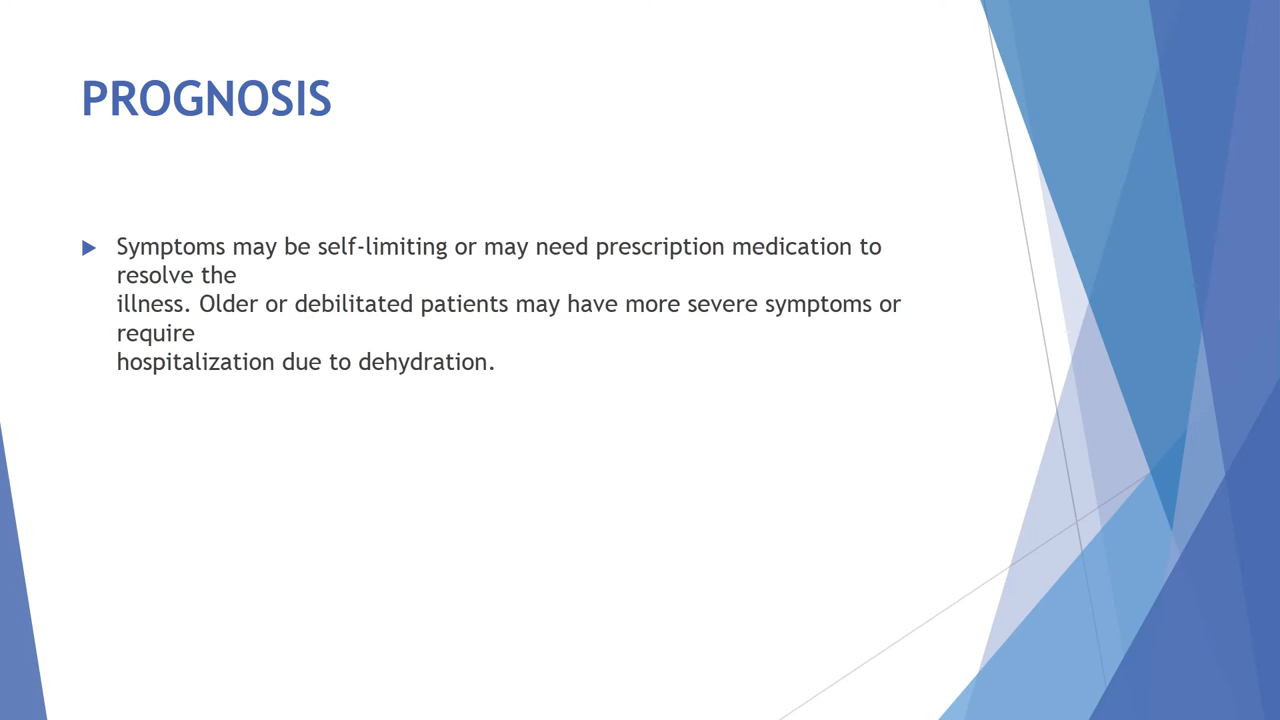 PROGNOSIS
Symptoms may be self-limiting or may need prescription medication to
resolve the
illness. Older or debilitated patients may have more severe symptoms or
require
hospitalization due to dehydration.